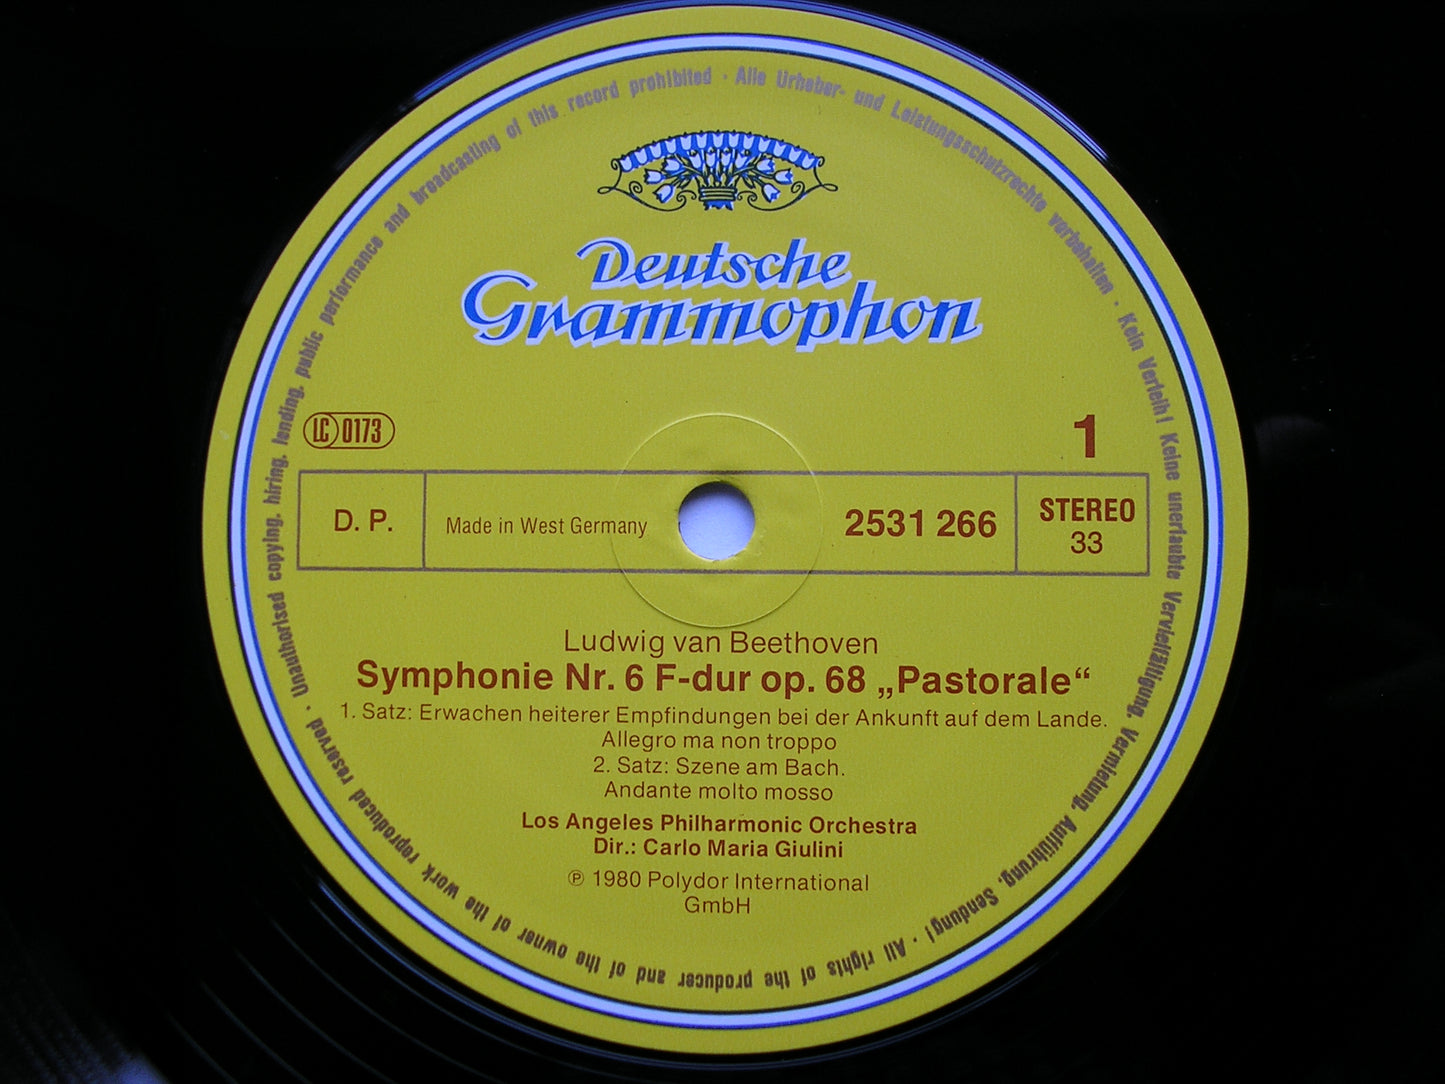 Deutsche
Grammophon
LC 0173
1
D. P.
Made in West Germany
2531 266
STEREO
33
Ludwig van Beethoven
Symphonie Nr. 6 F-dur op. 68 „Pastorale“
1. Satz: Erwachen heiterer Empfindungen bei der Ankunft auf dem Lande.
Allegro ma non troppo
2. Satz: Szene am Bach.
Andante molto mosso
Los Angeles Philharmonic Orchestra
Dir.: Carlo Maria Giulini
℗ 1980 Polydor International
GmbH
Alle Urheber- und Leistungsschutzrechte vorbehalten · Kein Verleih! Keine unerlaubte Vervielfältigung, Vermietung, Aufführung, Sendung! · All rights of the producer and of the owner of the work reproduced reserved · Unauthorised copying, hiring, lending, public performance and broadcasting of this record prohibited ·